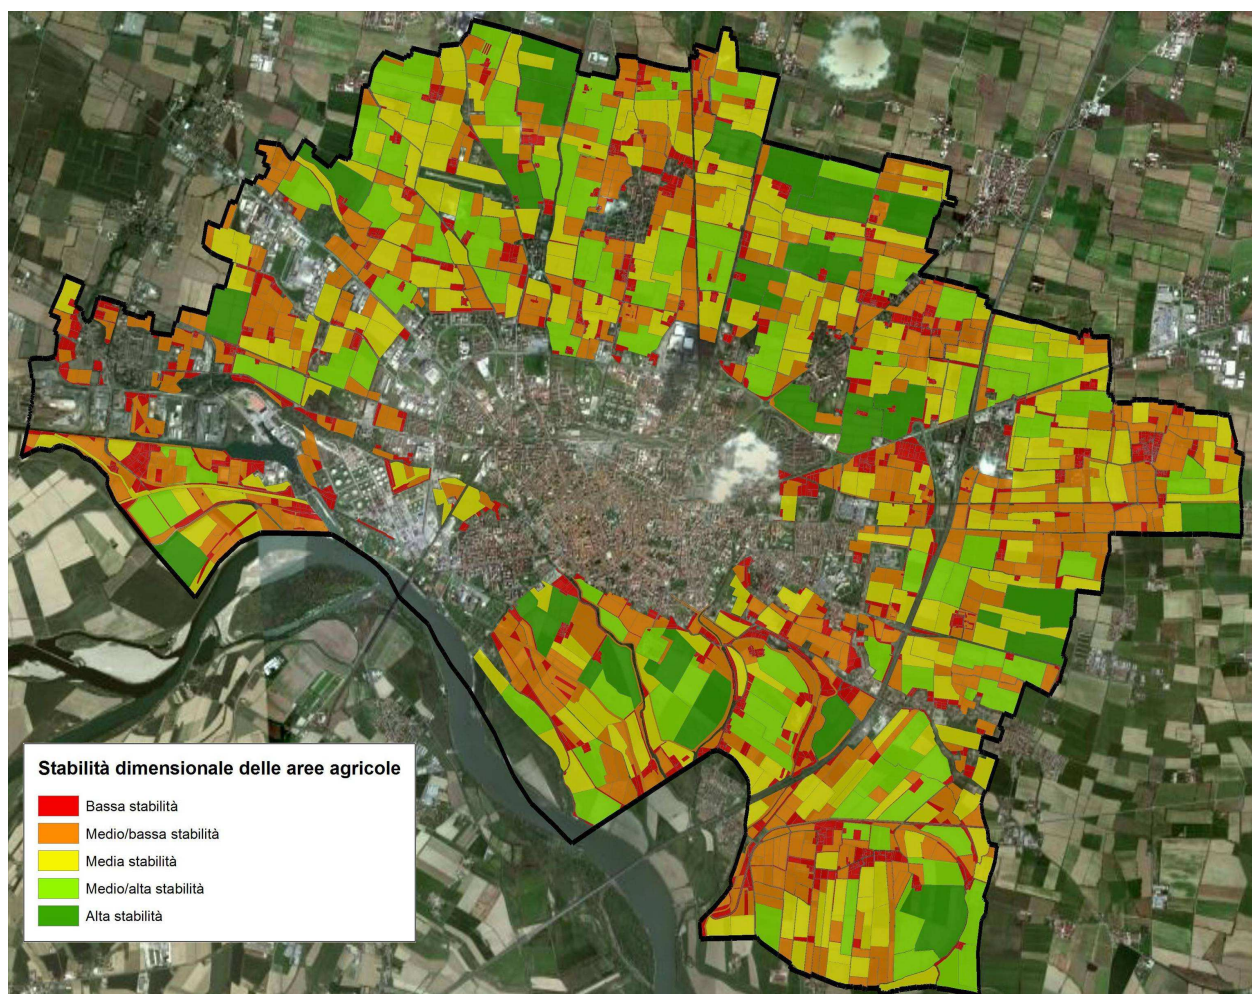 Stabilità dimensionale delle aree agricole
Bassa stabilità
Medio/bassa stabilità
Media stabilità
Medio/alta stabilità
Alta stabilità